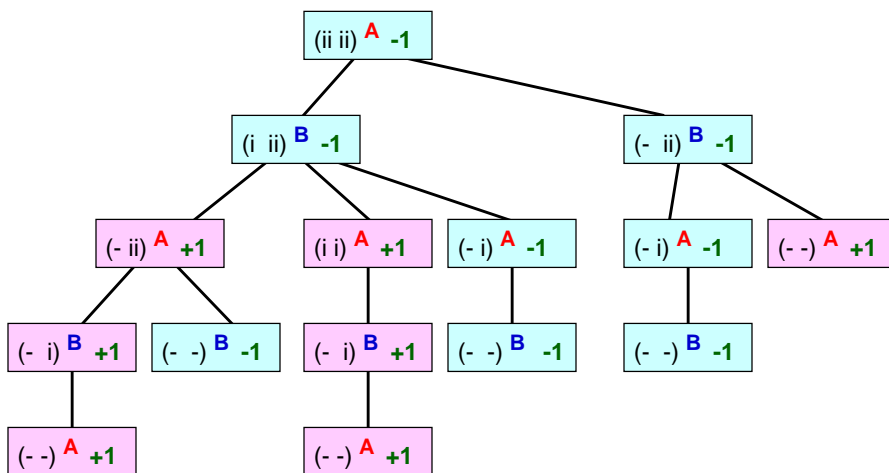 (ii ii) A -1
(i ii) B -1
(- ii) B -1
(- ii) A +1
(i i) A +1
(- i) A -1
(- i) A -1
(- -) A +1
(- i) B +1
(- -) B -1
(- i) B +1
(- -) B -1
(- -) B -1
(- -) A +1
(- -) A +1